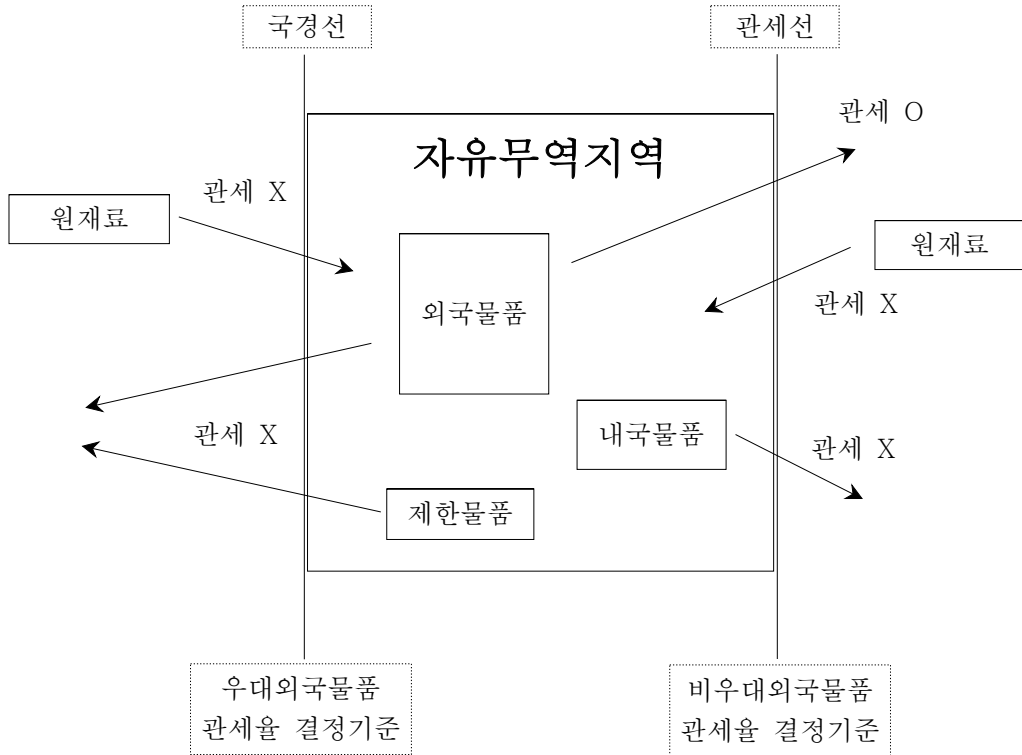 국경선
관세선
관세 O
자유무역지역
관세 X
원재료
원재료
외국물품
관세 X
관세 X
내국물품
관세 X
제한물품
우대외국물품
관세율 결정기준
비우대외국물품
관세율 결정기준